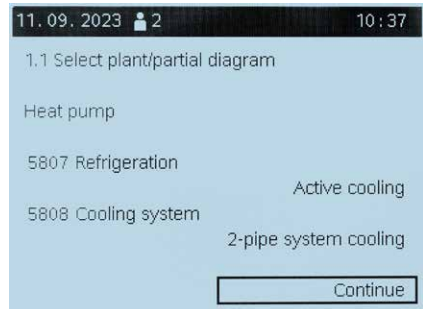 11. 09. 2023 2 10:37
1.1 Select plant/partial diagram
Heat pump
5807 Refrigeration
Active cooling
5808 Cooling system
2-pipe system cooling
Continue